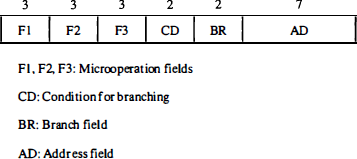 3 3 3 2 2 7
F1 F2 F3 CD BR AD
F1, F2, F3: Microoperation fields
CD: Condition for branching
BR: Branch field
AD: Address field